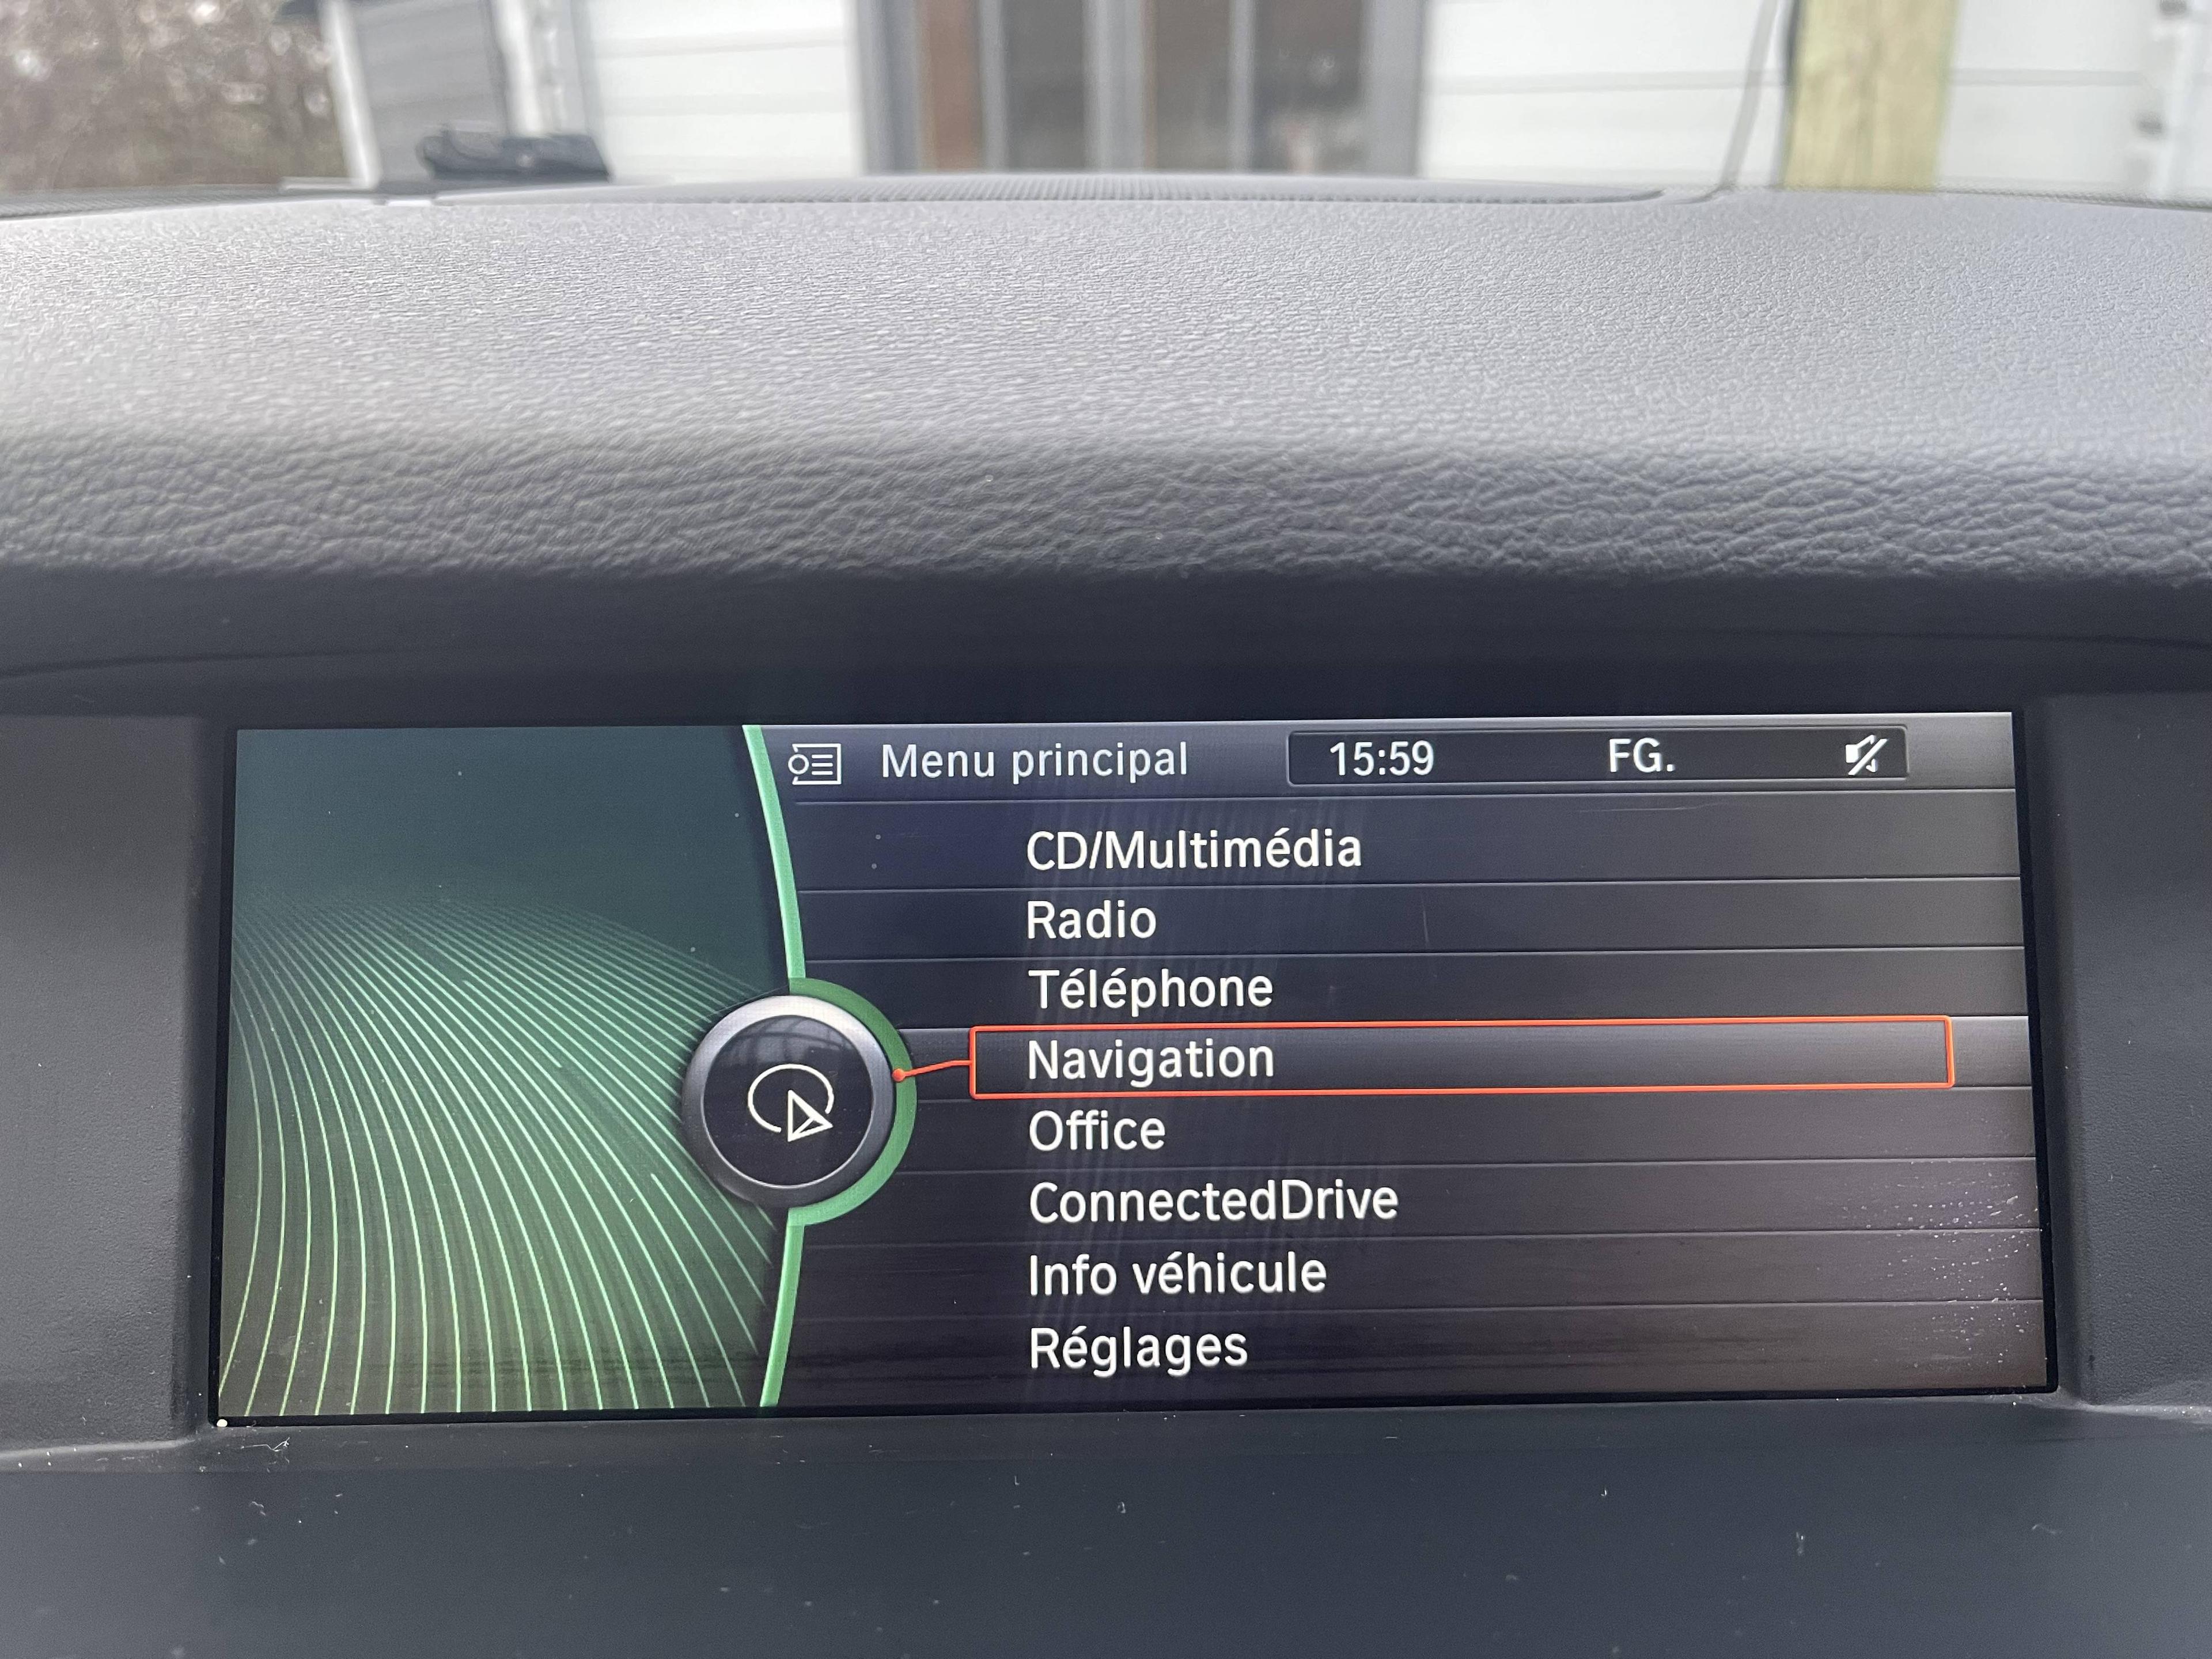 Menu principal 15:59 FG.
CD/Multimédia
Radio
Téléphone
Navigation
Office
ConnectedDrive
Info véhicule
Réglages